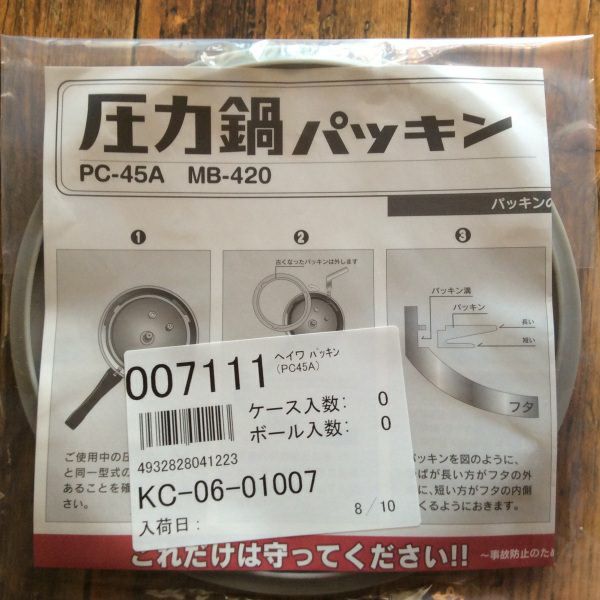 圧力鍋パッキン
PC-45A MB-420
パッキンの
1
2
3
古くなったパッキンは外します
パッキン溝
パッキン
長い
短い
フタ
007111
ヘイワ パッキン
(PC45A)
ケース入数: 0
ボール入数: 0
4932828041223
KC-06-01007
8/10
入荷日:
ご使用中の圧
と同一型式の
あることを確
パッキンを図のように、
ばが長い方がフタの外
に、短い方がフタの内側
くるようにおきます。
これだけは守ってください!!
〜事故防止のため